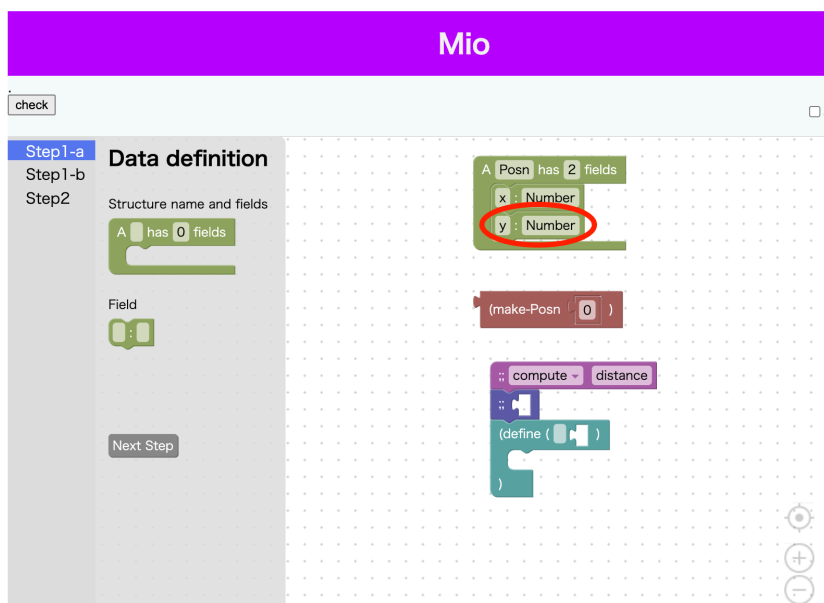 Mio
.
check
Step1-a
Step1-b
Step2
Data definition
Structure name and fields
A has 0 fields
Field
:
Next Step
A Posn has 2 fields
x : Number
y : Number
(make-Posn 0 )
;; compute distance
;;
(define ( )
)